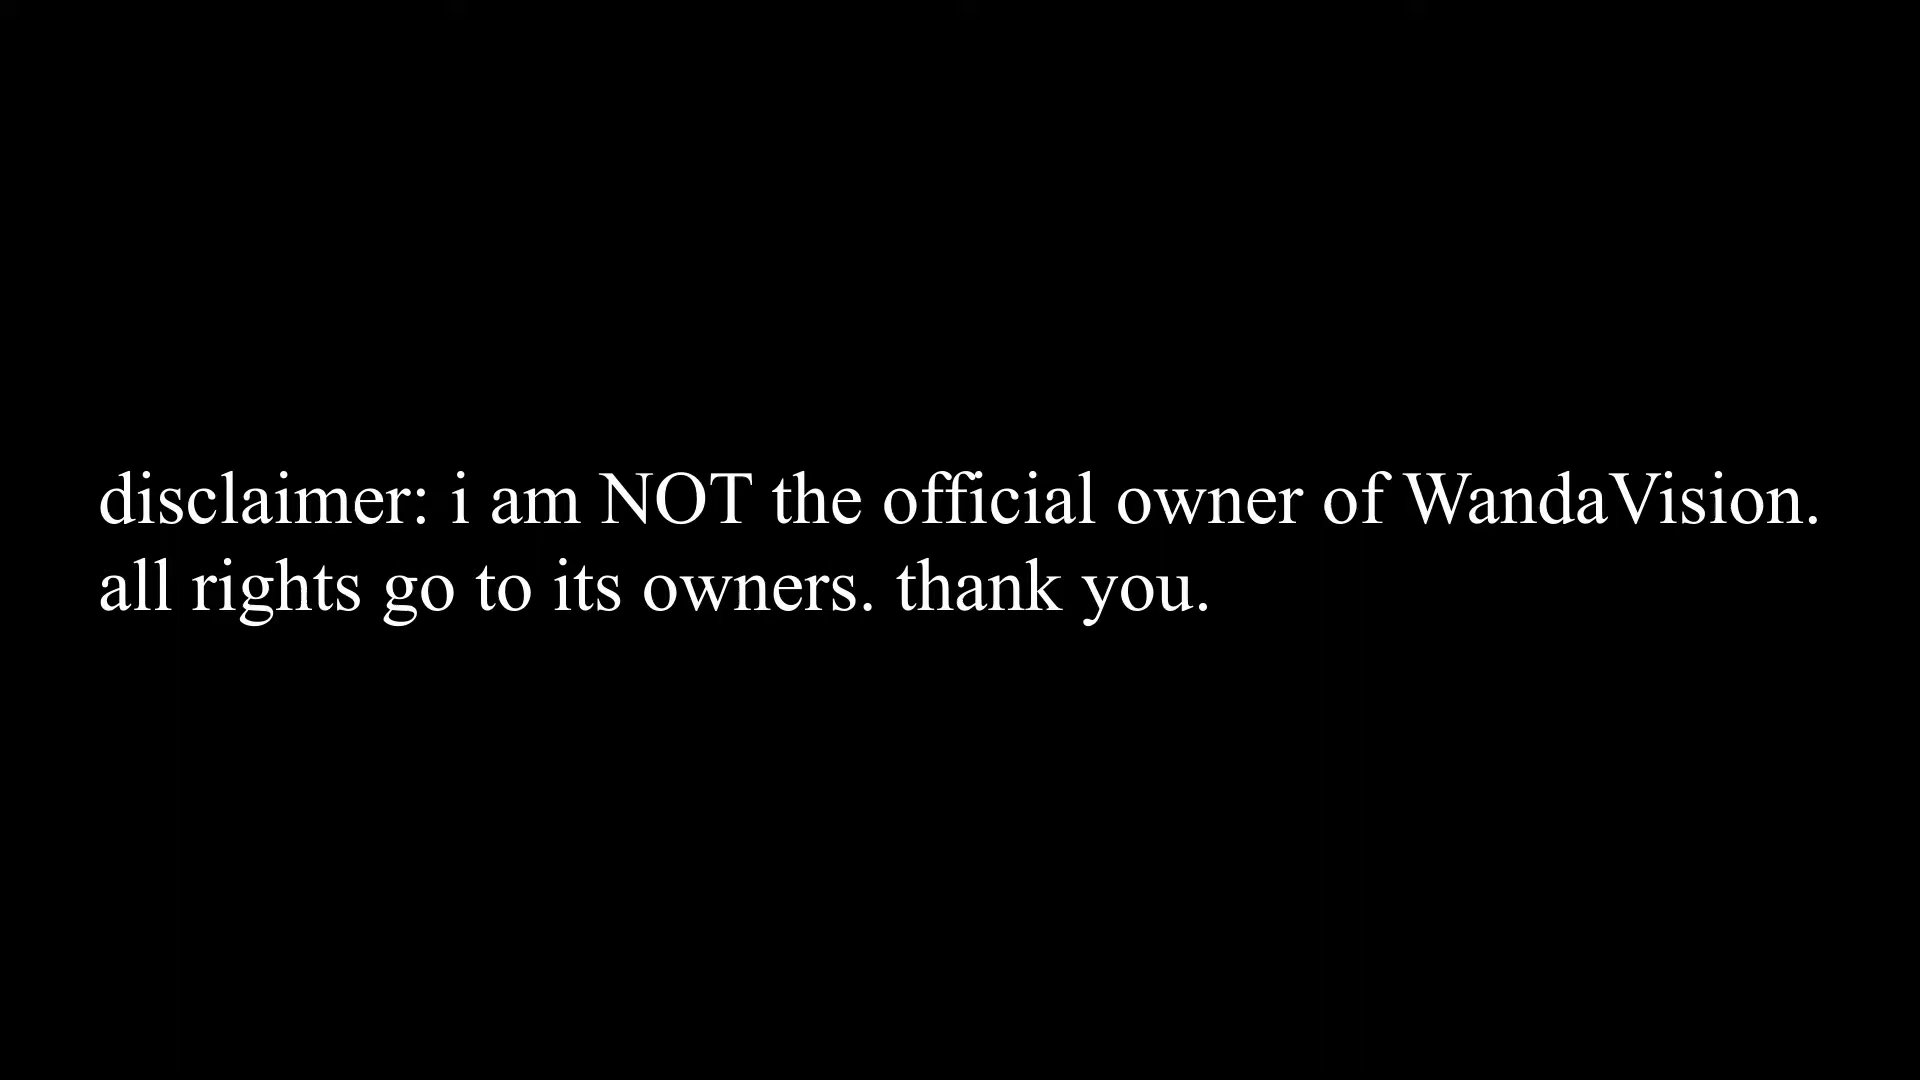 disclaimer: i am NOT the official owner of WandaVision.
all rights go to its owners. thank you.